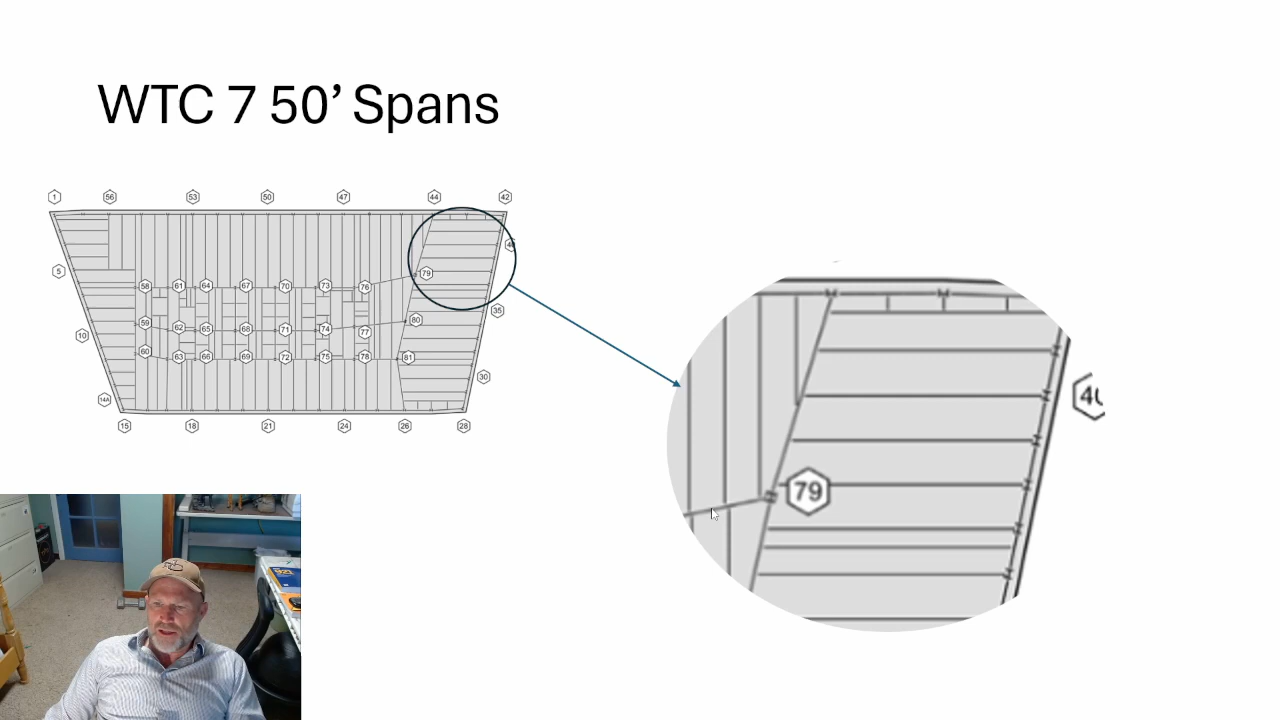 WTC 7 50’ Spans
1 56 53 50 47 44 42
5
79
58 61 64 67 70 73 76
35
10
59 62 65 68 71 74 77 80
60 63 66 69 72 75 78 81
30
14A
15 18 21 24 26 28
79